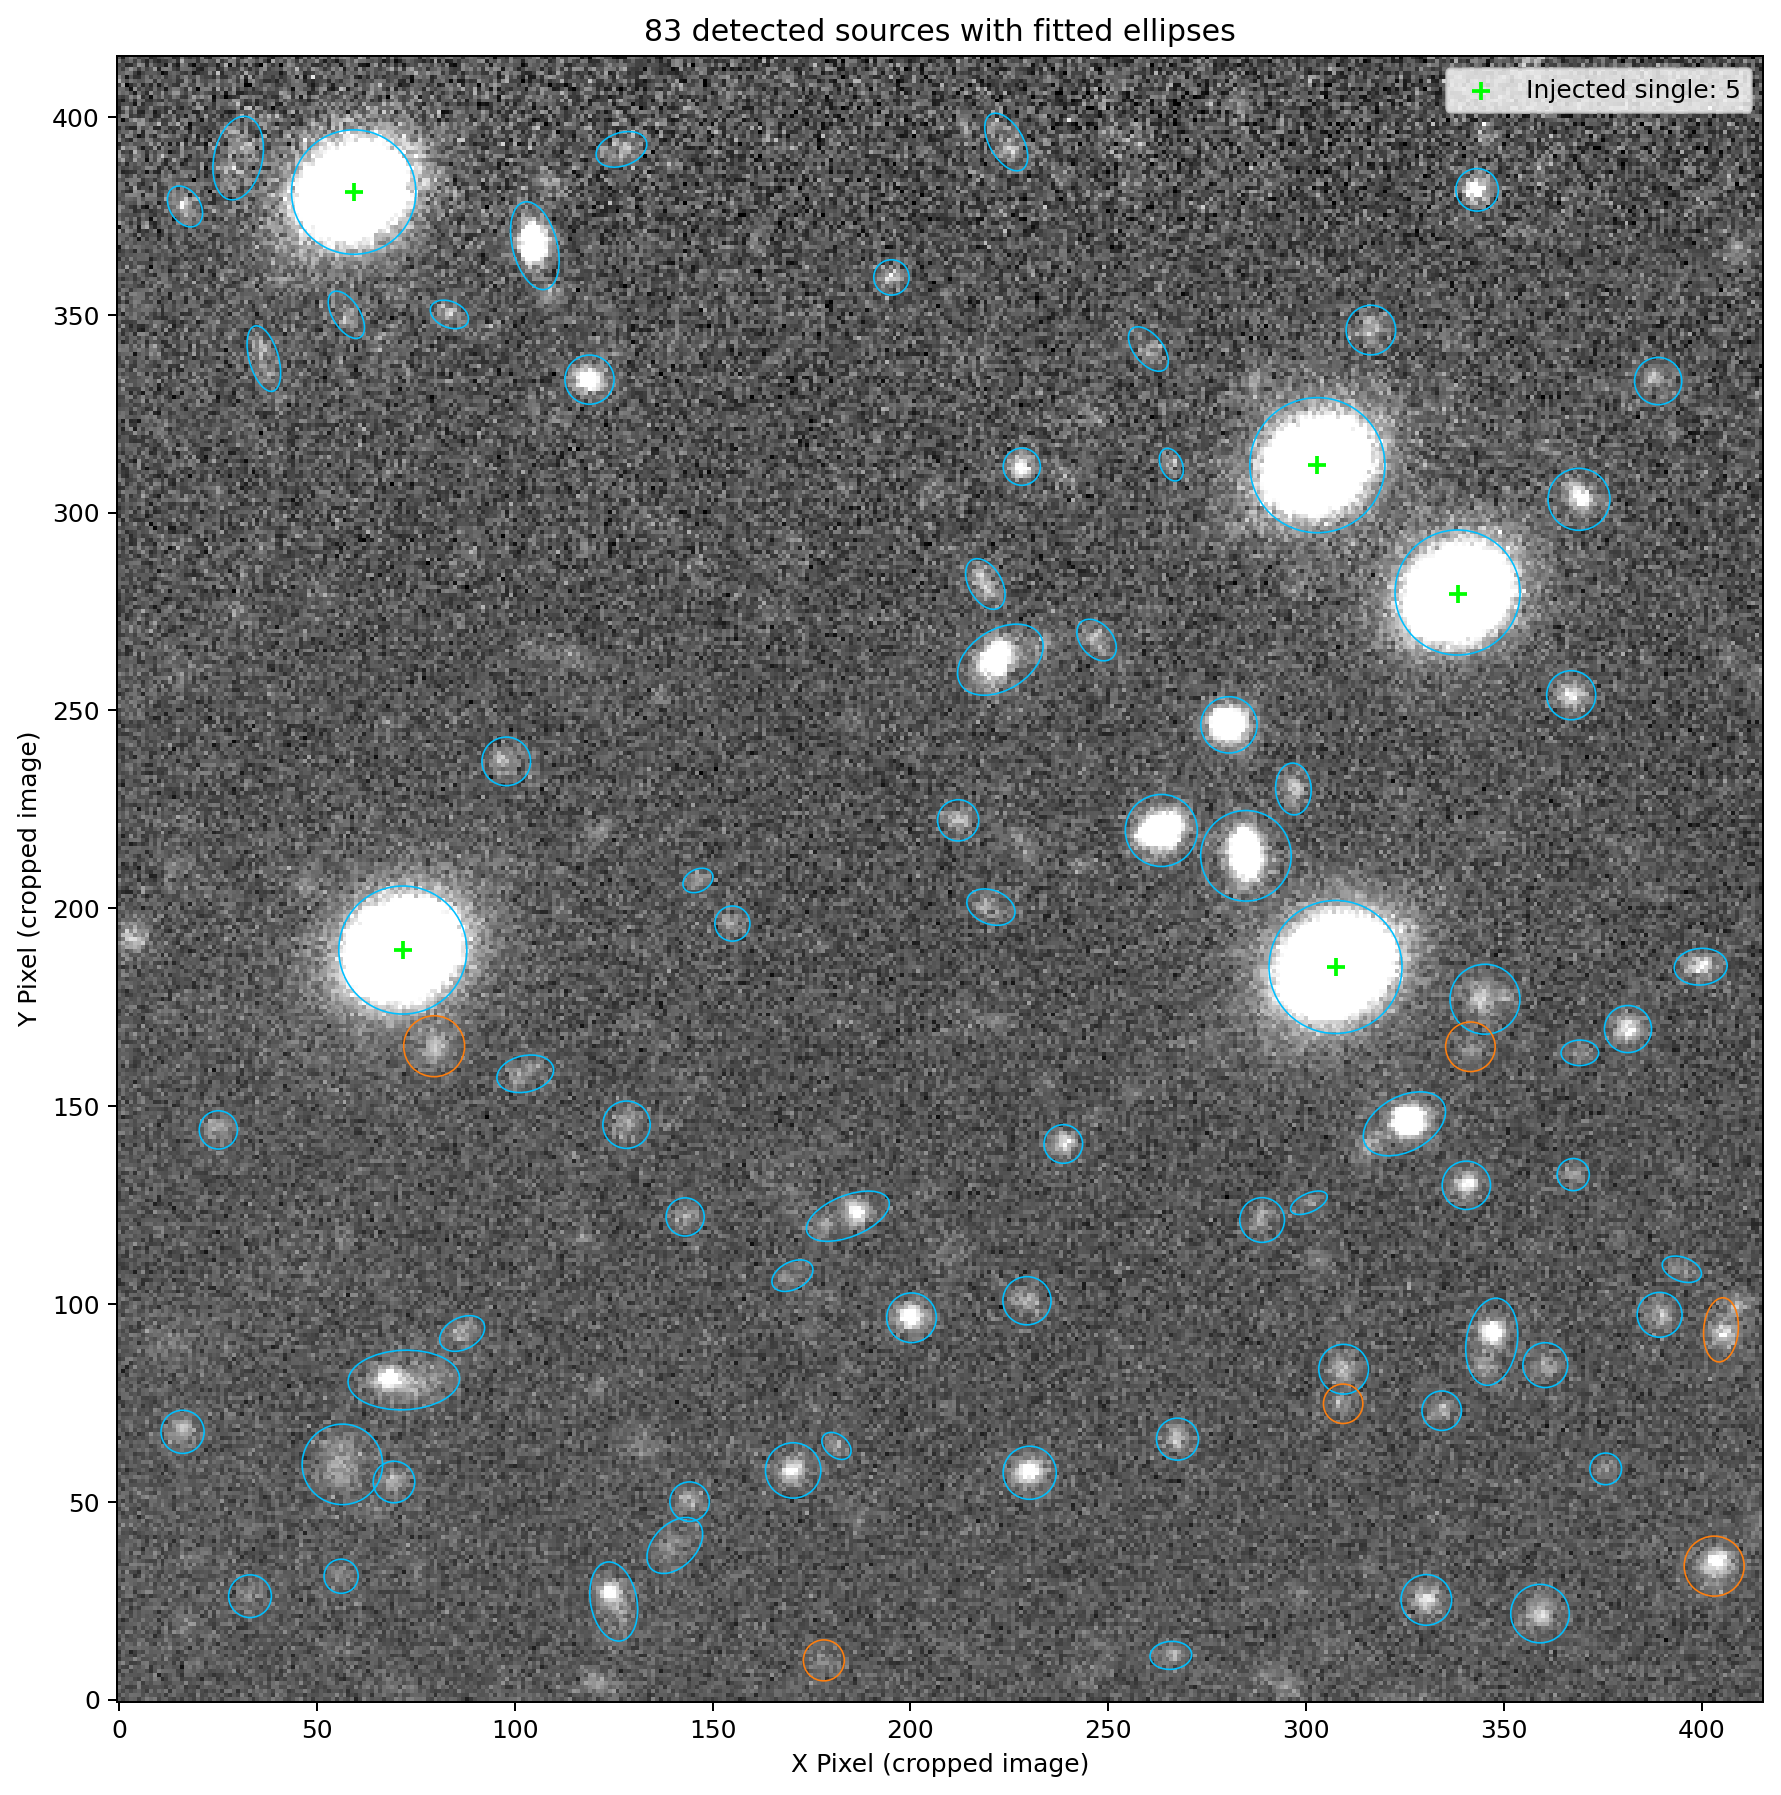 83 detected sources with fitted ellipses
Injected single: 5
400
350
300
250
200
150
100
50
0
Y Pixel (cropped image)
0 50 100 150 200 250 300 350 400
X Pixel (cropped image)